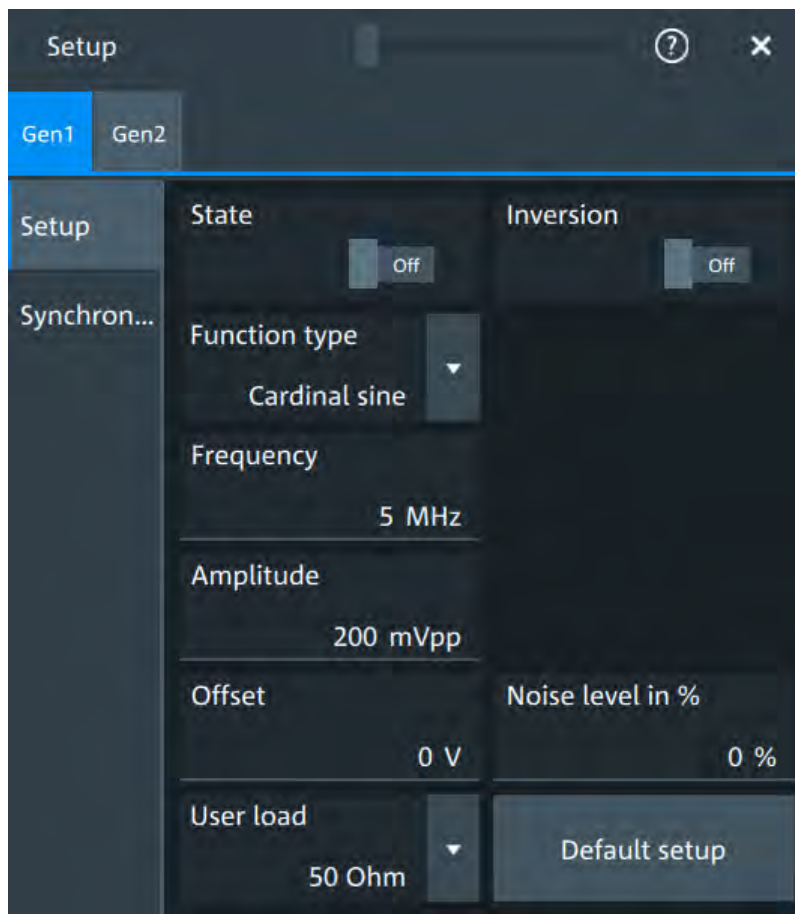 Setup
?
×
Gen1 Gen2
Setup
Synchron...
State
Off
Inversion
Off
Function type
Cardinal sine
Frequency
5 MHz
Amplitude
200 mVpp
Offset
0 V
Noise level in %
0 %
User load
50 Ohm
Default setup